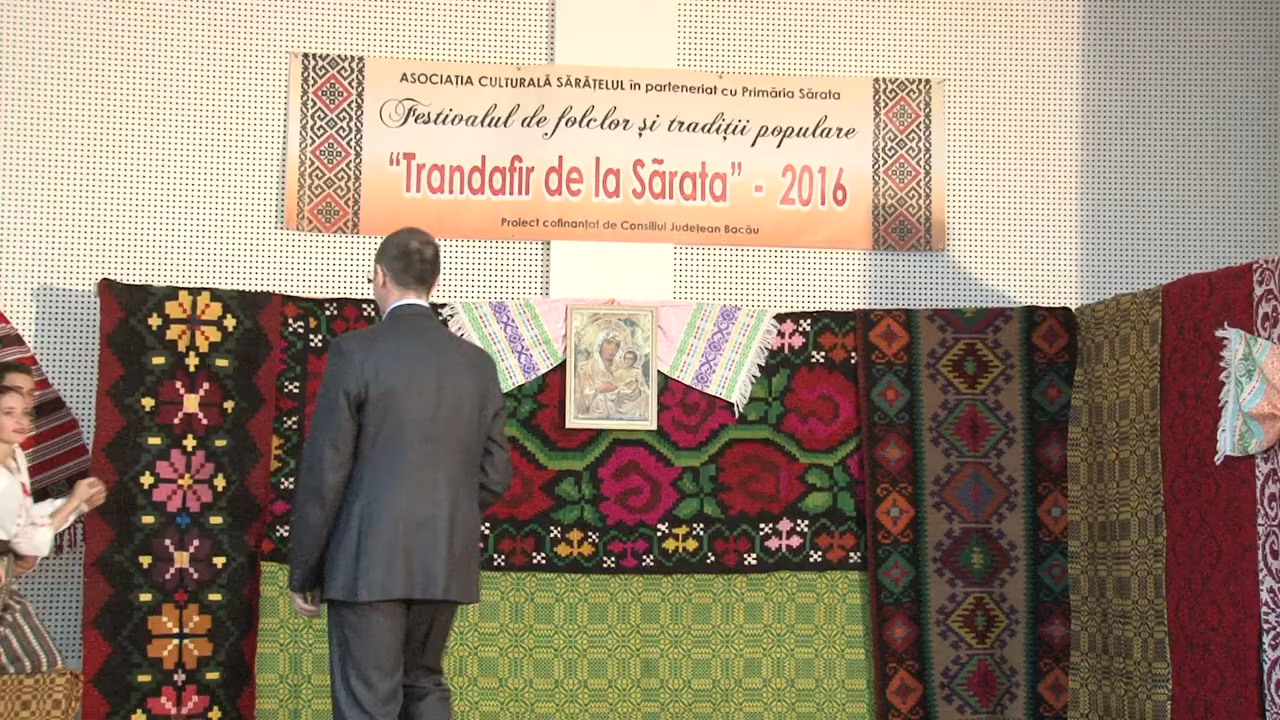 ASOCIAȚIA CULTURALĂ SĂRĂȚELUL în parteneriat cu Primăria Sărata
Festivalul de folclor și tradiții populare
“Trandafir de la Sărata” - 2016
Proiect cofinanțat de Consiliul Județean Bacău